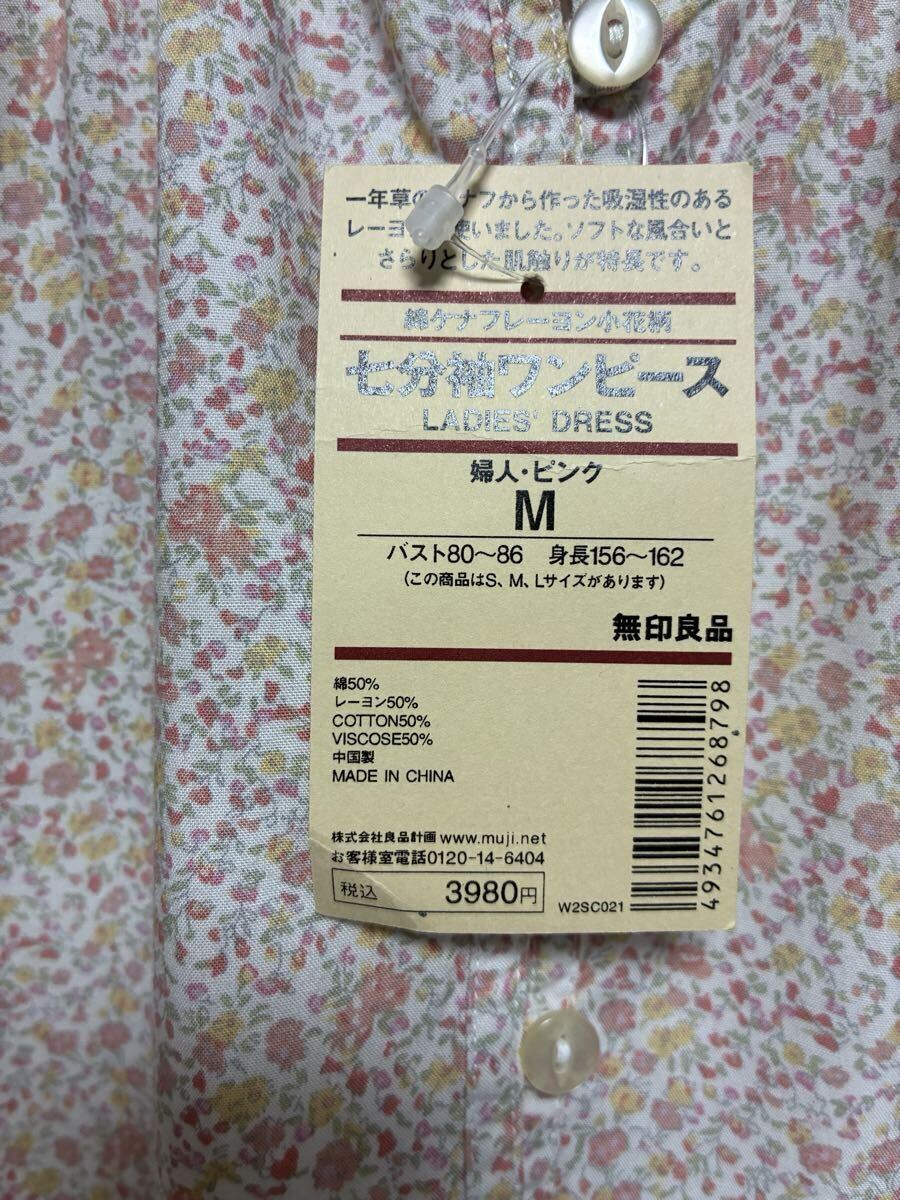 一年草の ナフから作った吸湿性のある
レーヨ 使いました。ソフトな風合いと
さらりとした肌触りが特長です。
綿ケナフレーヨン小花柄
七分袖ワンピース
LADIES' DRESS
婦人・ピンク
M
バスト80〜86 身長156〜162
(この商品はS、M、Lサイズがあります)
無印良品
綿50%
レーヨン50%
COTTON50%
VISCOSE50%
中国製
MADE IN CHINA
株式会社良品計画 www.muji.net
お客様室電話0120-14-6404
税込 3980円
W2SC021
4934761268798